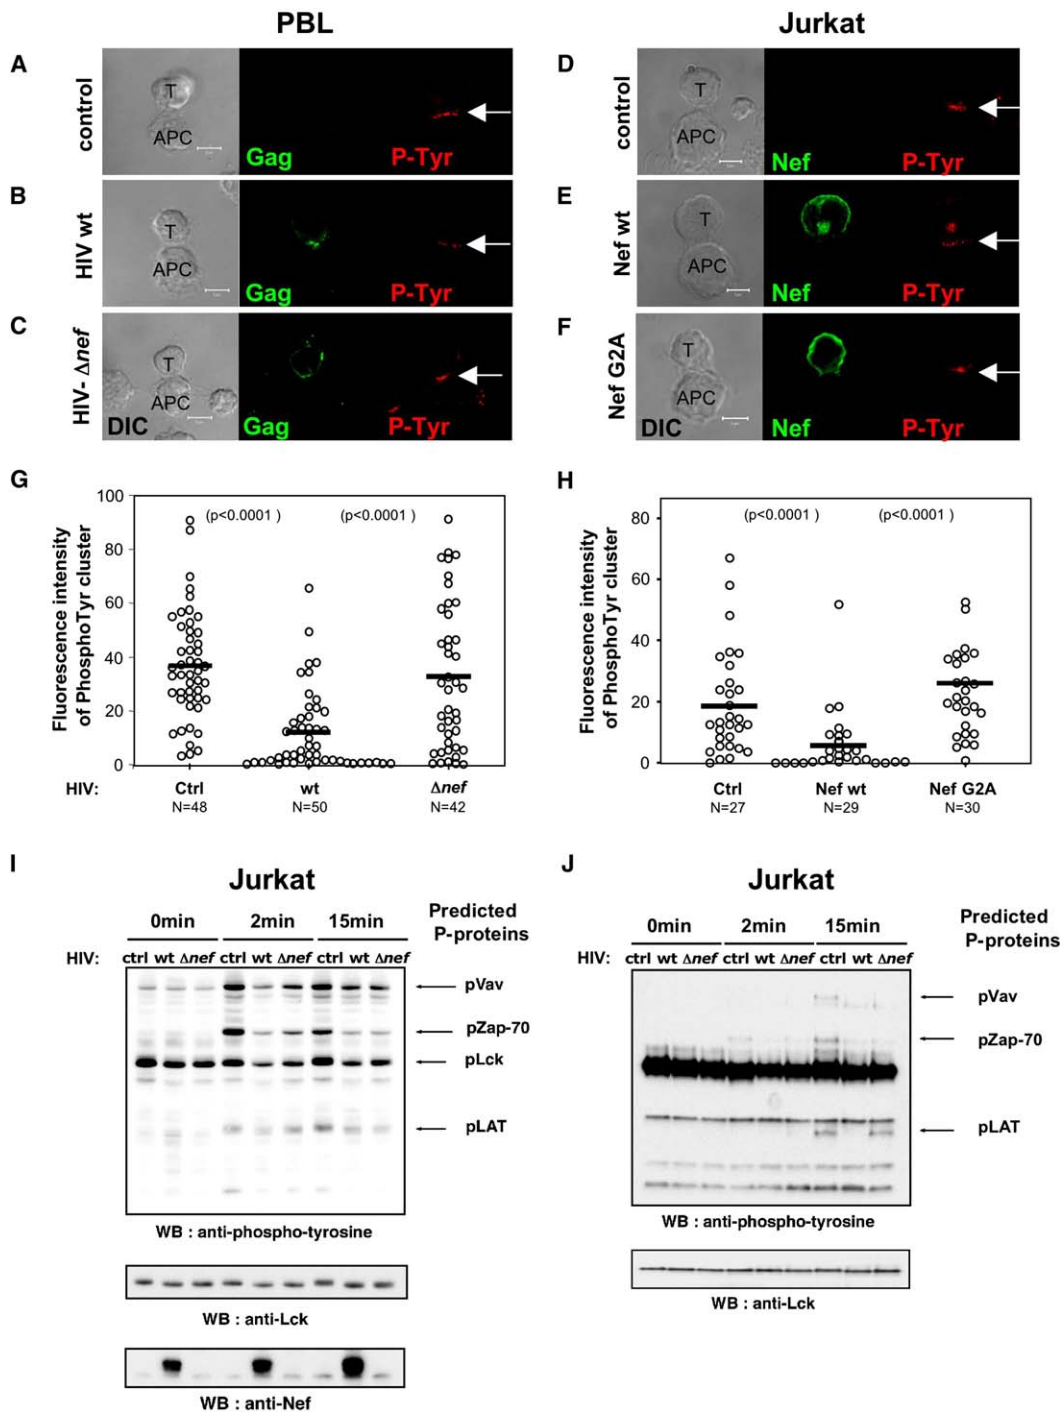 PBL
Jurkat
A
control
T
APC
Gag
P-Tyr
B
HIV wt
T
APC
Gag
P-Tyr
C
HIV- Δnef
T
APC
DIC
Gag
P-Tyr
D
control
T
APC
Nef
P-Tyr
E
Nef wt
T
APC
Nef
P-Tyr
F
Nef G2A
T
APC
DIC
Nef
P-Tyr
G
Fluorescence intensity
of PhosphoTyr cluster
100
80
60
40
20
0
(p<0.0001 )
(p<0.0001 )
HIV:
Ctrl
wt
Δnef
N=48
N=50
N=42
H
Fluorescence intensity
of PhosphoTyr cluster
80
60
40
20
0
(p<0.0001 )
(p<0.0001 )
Ctrl
Nef wt
Nef G2A
N=27
N=29
N=30
I
Jurkat
0min
2min
15min
Predicted
P-proteins
HIV:
ctrl wt Δnef ctrl wt Δnef ctrl wt Δnef
pVav
pZap-70
pLck
pLAT
WB : anti-phospho-tyrosine
WB : anti-Lck
WB : anti-Nef
J
Jurkat
0min
2min
15min
Predicted
P-proteins
HIV:
ctrl wt Δnef ctrl wt Δnef ctrl wt Δnef
pVav
pZap-70
pLAT
WB : anti-phospho-tyrosine
WB : anti-Lck